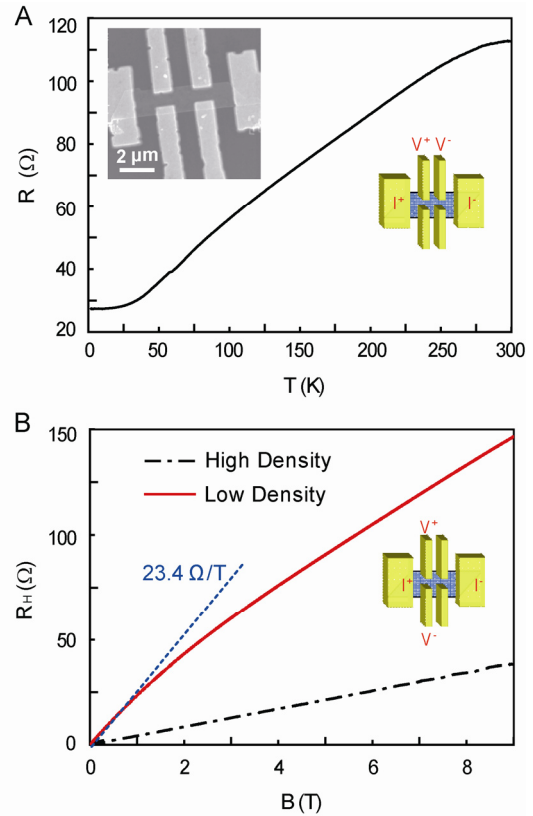 A
120
100
80
60
40
20
R (Ω)
2 μm
V⁺ V⁻
I⁺ I⁻
0 50 100 150 200 250 300
T (K)
B
150
100
50
0
R_H (Ω)
High Density
Low Density
23.4 Ω/T
V⁺
I⁺ I⁻
V⁻
0 2 4 6 8
B (T)